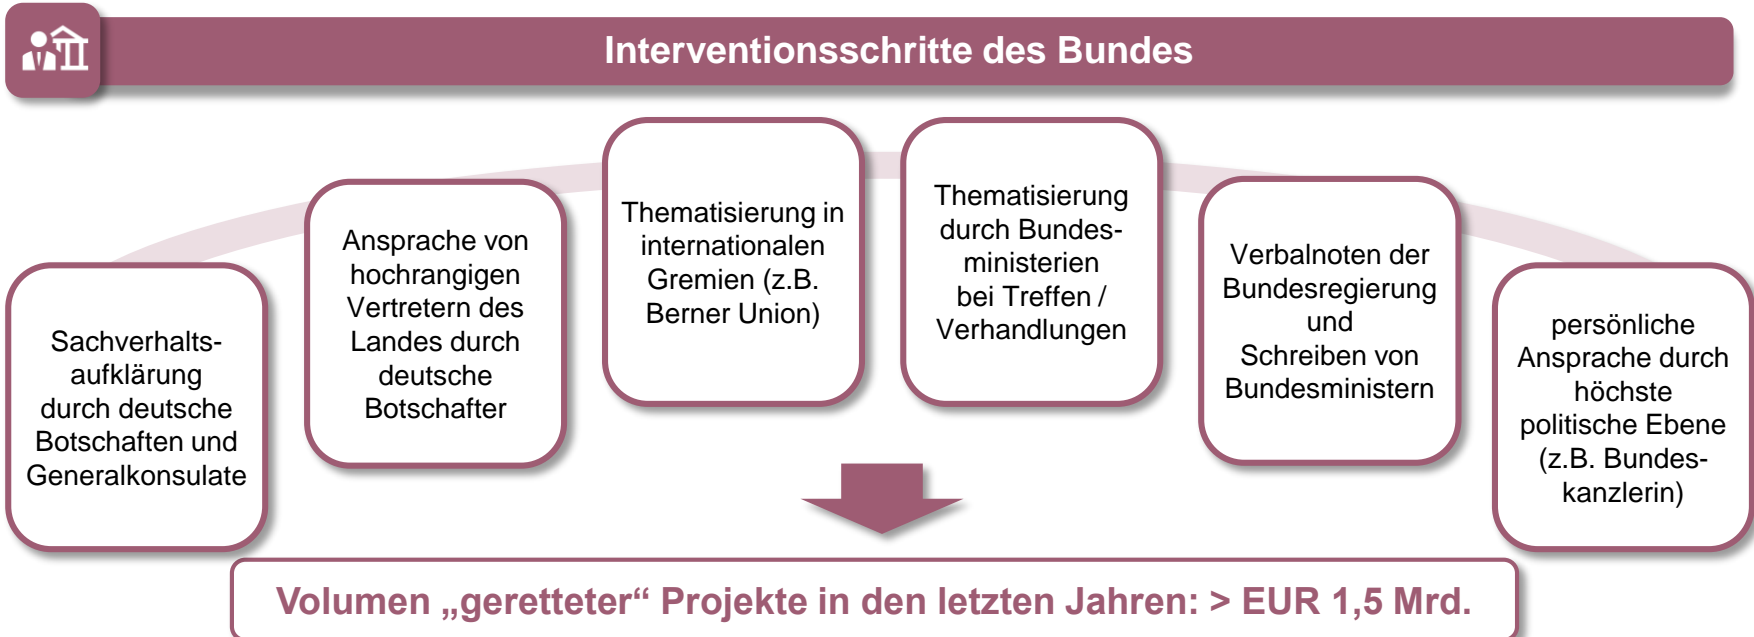 Interventionsschritte des Bundes
Sachverhalts-
aufklärung
durch deutsche
Botschaften und
Generalkonsulate
Ansprache von
hochrangigen
Vertretern des
Landes durch
deutsche
Botschafter
Thematisierung in
internationalen
Gremien (z.B.
Berner Union)
Thematisierung
durch Bundes-
ministerien
bei Treffen /
Verhandlungen
Verbalnoten der
Bundesregierung
und
Schreiben von
Bundesministern
persönliche
Ansprache durch
höchste
politische Ebene
(z.B. Bundes-
kanzlerin)
Volumen „geretteter“ Projekte in den letzten Jahren: > EUR 1,5 Mrd.